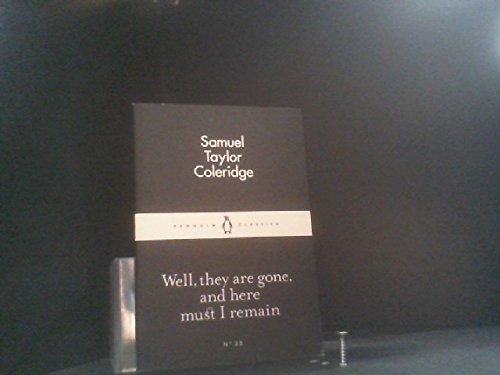 Samuel
Taylor
Coleridge
PENGUIN CLASSICS
Well, they are gone,
and here
must I remain